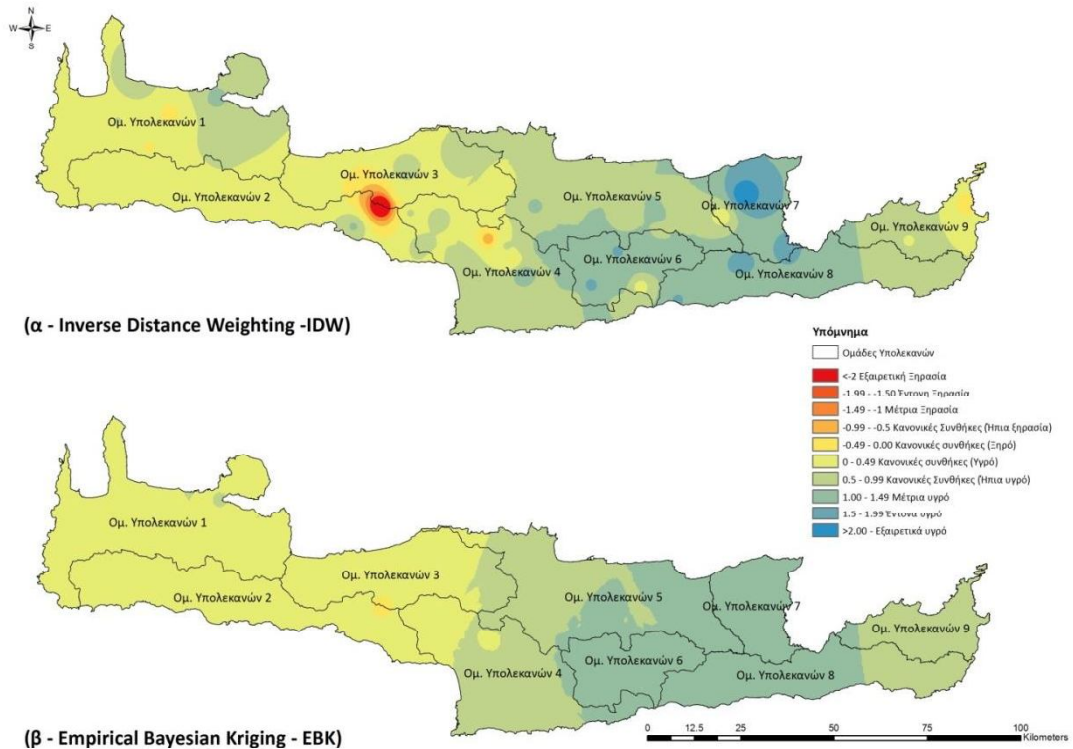 N
W E
S
Ομ. Υπολεκανών 1
Ομ. Υπολεκανών 2
Ομ. Υπολεκανών 3
Ομ. Υπολεκανών 4
Ομ. Υπολεκανών 5
Ομ. Υπολεκανών 6
Ομ. Υπολεκανών 7
Ομ. Υπολεκανών 8
Ομ. Υπολεκανών 9
(α - Inverse Distance Weighting -IDW)
Υπόμνημα
Ομάδες Υπολεκανών
<-2 Εξαιρετική Ξηρασία
-1.99 - -1.50 Έντονη Ξηρασία
-1.49 - -1 Μέτρια Ξηρασία
-0.99 - -0.5 Κανονικές Συνθήκες (Ήπια ξηρασία)
-0.49 - 0.00 Κανονικές συνθήκες (Ξηρό)
0 - 0.49 Κανονικές συνθήκες (Υγρό)
0.5 - 0.99 Κανονικές Συνθήκες (Ήπια υγρό)
1.00 - 1.49 Μέτρια υγρό
1.5 - 1.99 Έντονα υγρό
>2.00 - Εξαιρετικά υγρό
Ομ. Υπολεκανών 1
Ομ. Υπολεκανών 2
Ομ. Υπολεκανών 3
Ομ. Υπολεκανών 4
Ομ. Υπολεκανών 5
Ομ. Υπολεκανών 6
Ομ. Υπολεκανών 7
Ομ. Υπολεκανών 8
Ομ. Υπολεκανών 9
(β - Empirical Bayesian Kriging - EBK)
0 12.5 25 50 75 100
Kilometers